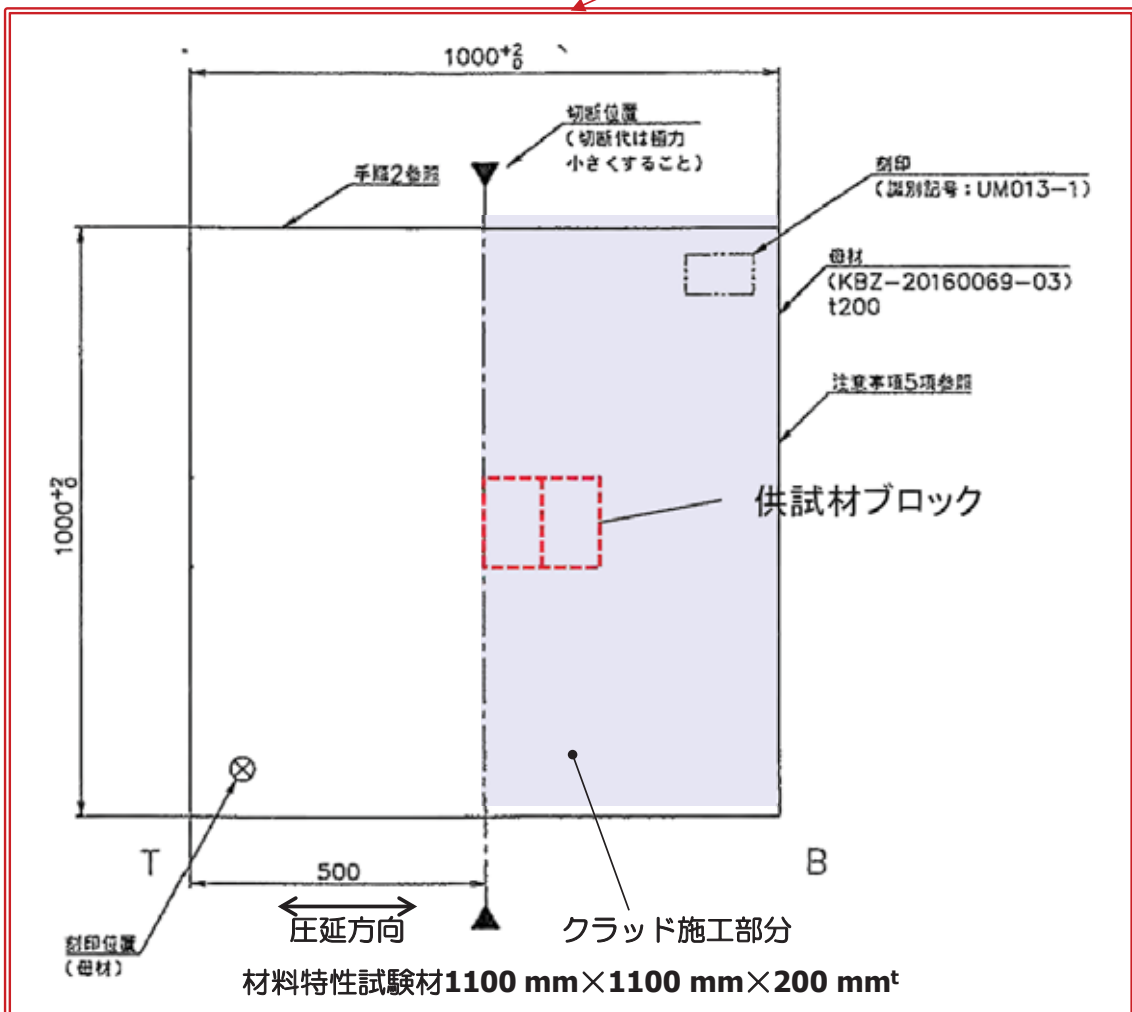 1000+2 0
切断位置
(切断代は極力
小さくすること)
手順2参照
刻印
(識別記号:UM013-1)
母材
(KBZ-20160069-03)
t200
注意事項5項参照
1000+2 0
供試材ブロック
T
B
500
圧延方向
クラッド施工部分
刻印位置
(母材)
材料特性試験材1100 mm×1100 mm×200 mmt